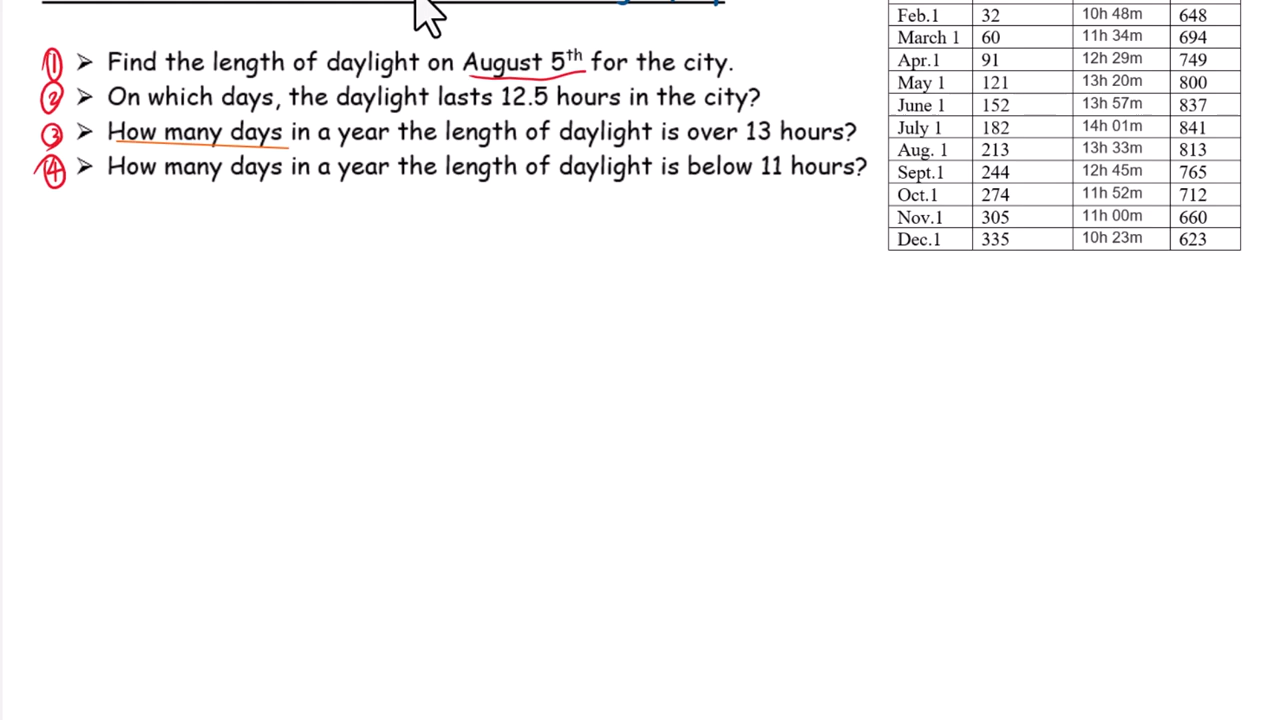 ① ➤ Find the length of daylight on August 5th for the city.
② ➤ On which days, the daylight lasts 12.5 hours in the city?
③ ➤ How many days in a year the length of daylight is over 13 hours?
④ ➤ How many days in a year the length of daylight is below 11 hours?
Feb.1 32 10h 48m 648
March 1 60 11h 34m 694
Apr.1 91 12h 29m 749
May 1 121 13h 20m 800
June 1 152 13h 57m 837
July 1 182 14h 01m 841
Aug. 1 213 13h 33m 813
Sept.1 244 12h 45m 765
Oct.1 274 11h 52m 712
Nov.1 305 11h 00m 660
Dec.1 335 10h 23m 623